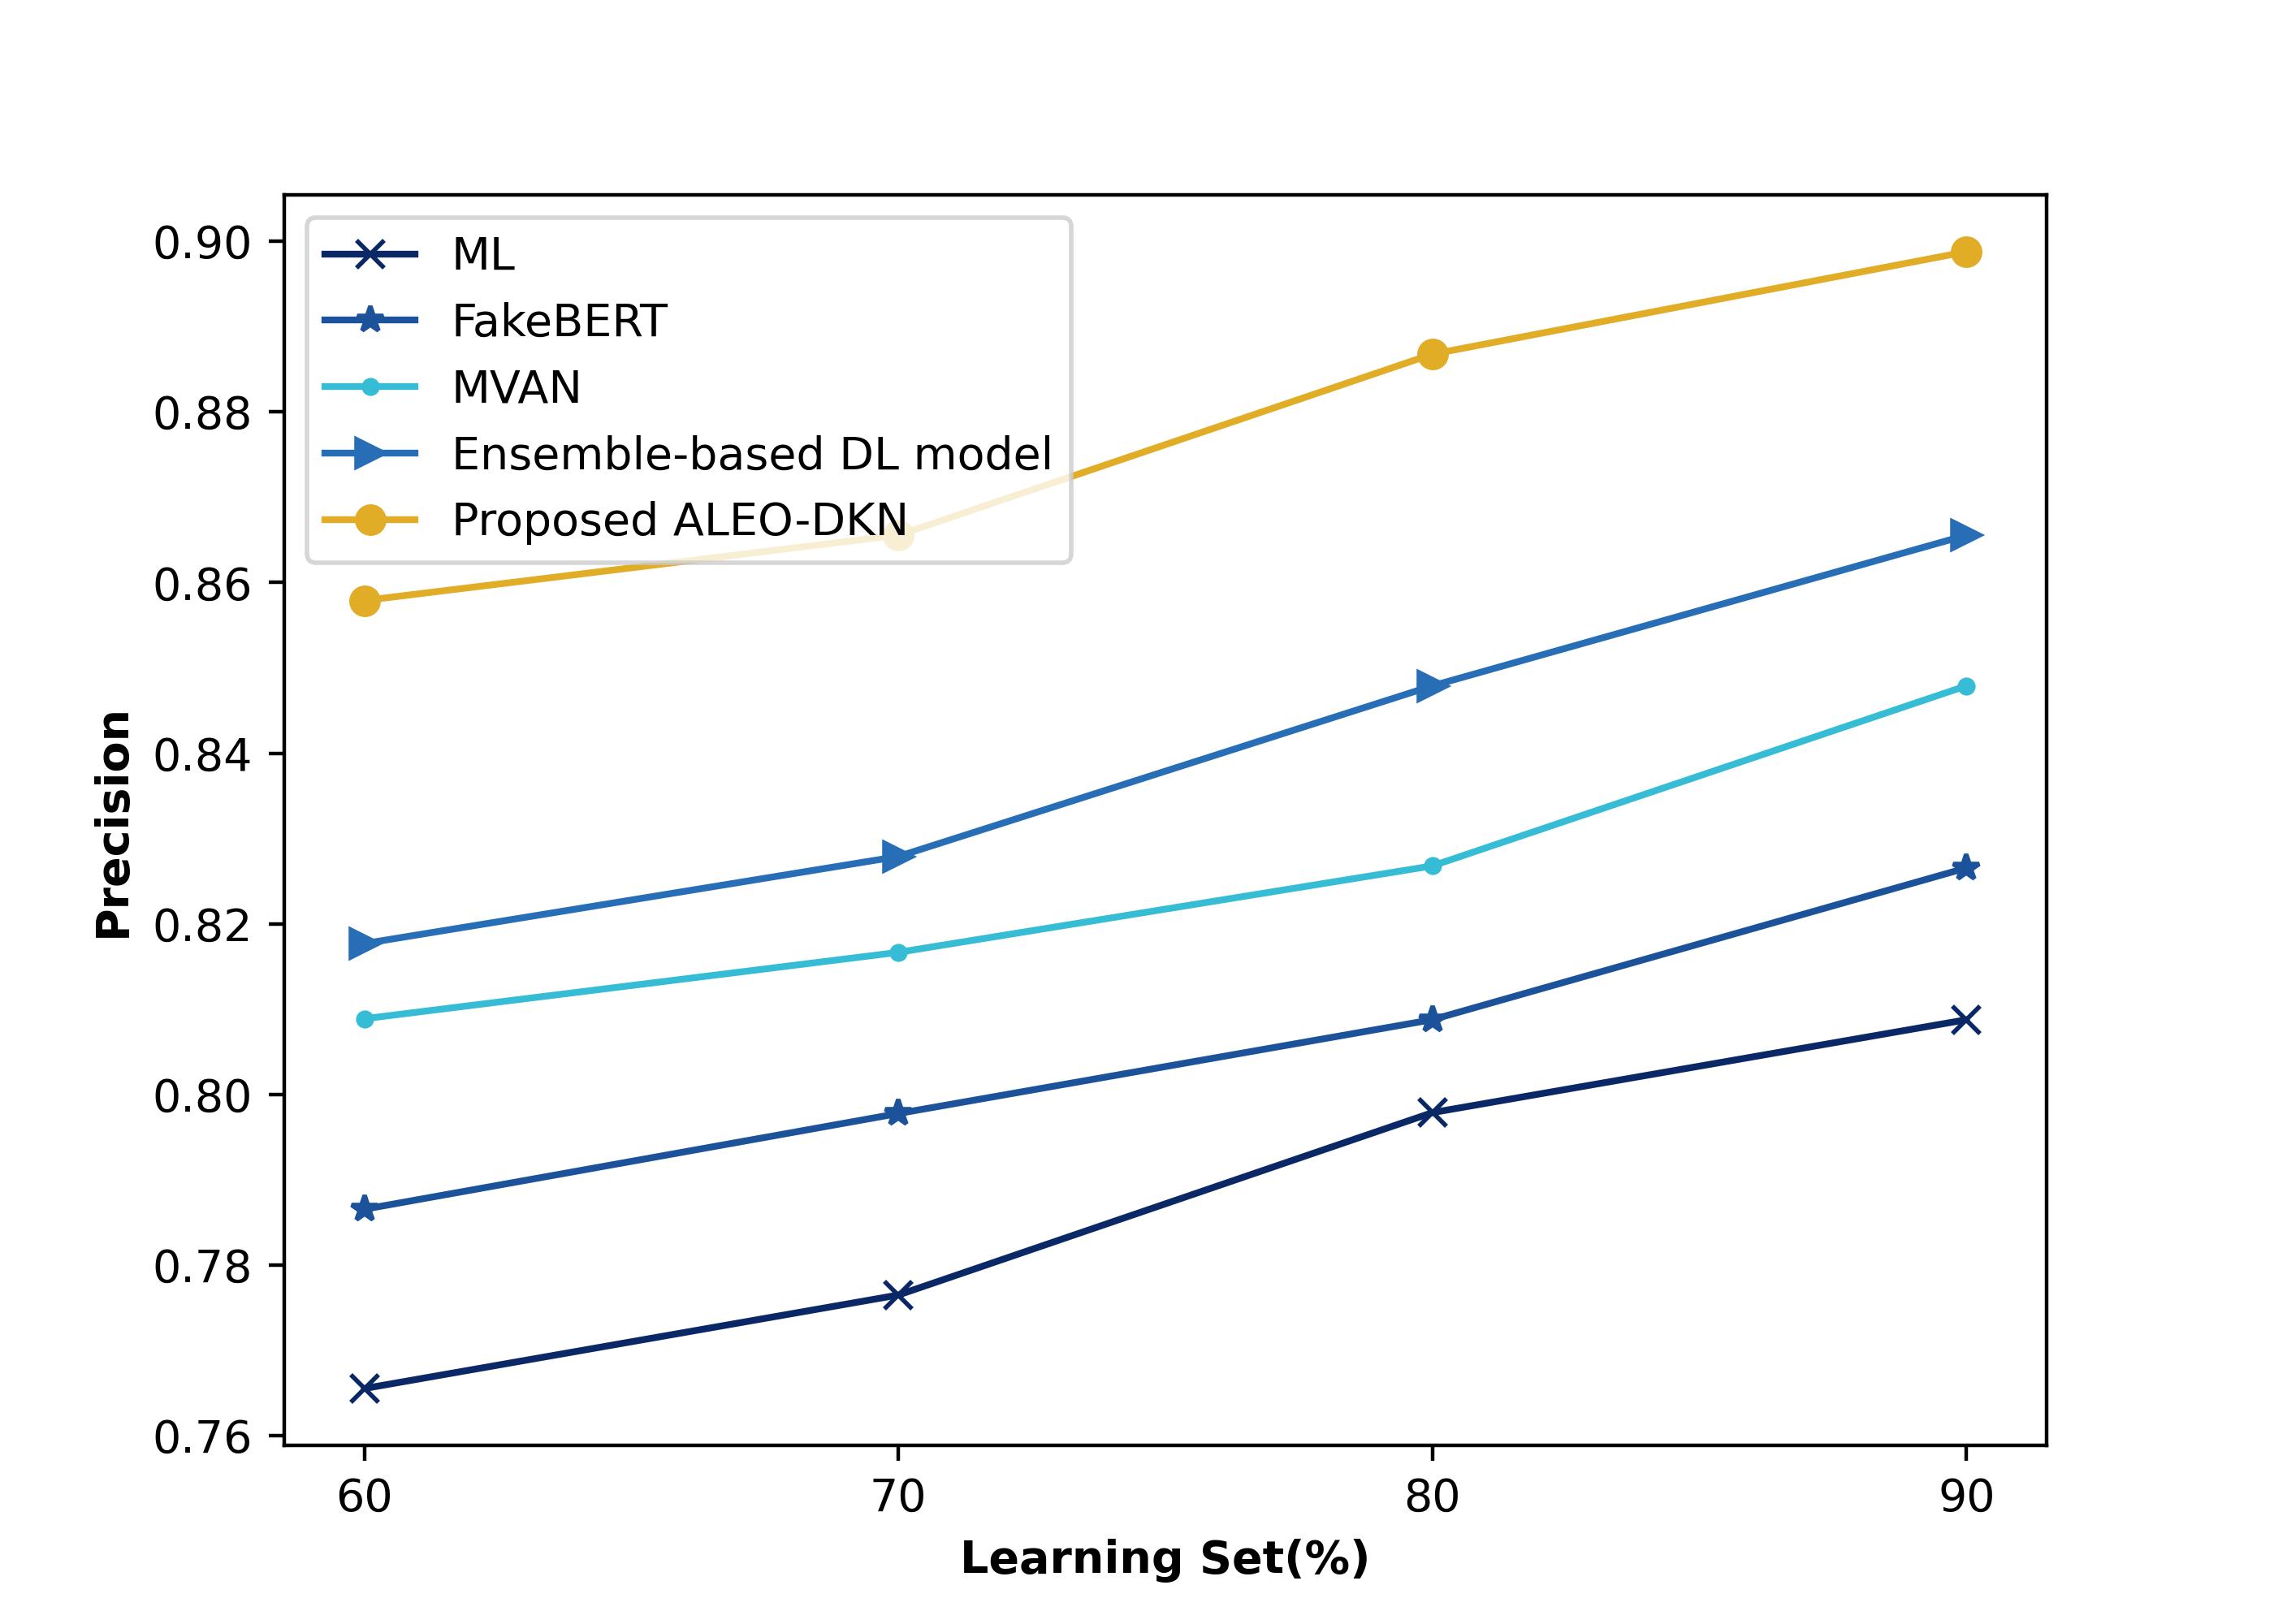 0.90
0.88
0.86
0.84
0.82
0.80
0.78
0.76
Precision
ML
FakeBERT
MVAN
Ensemble-based DL model
Proposed ALEO-DKN
60 70 80 90
Learning Set(%)